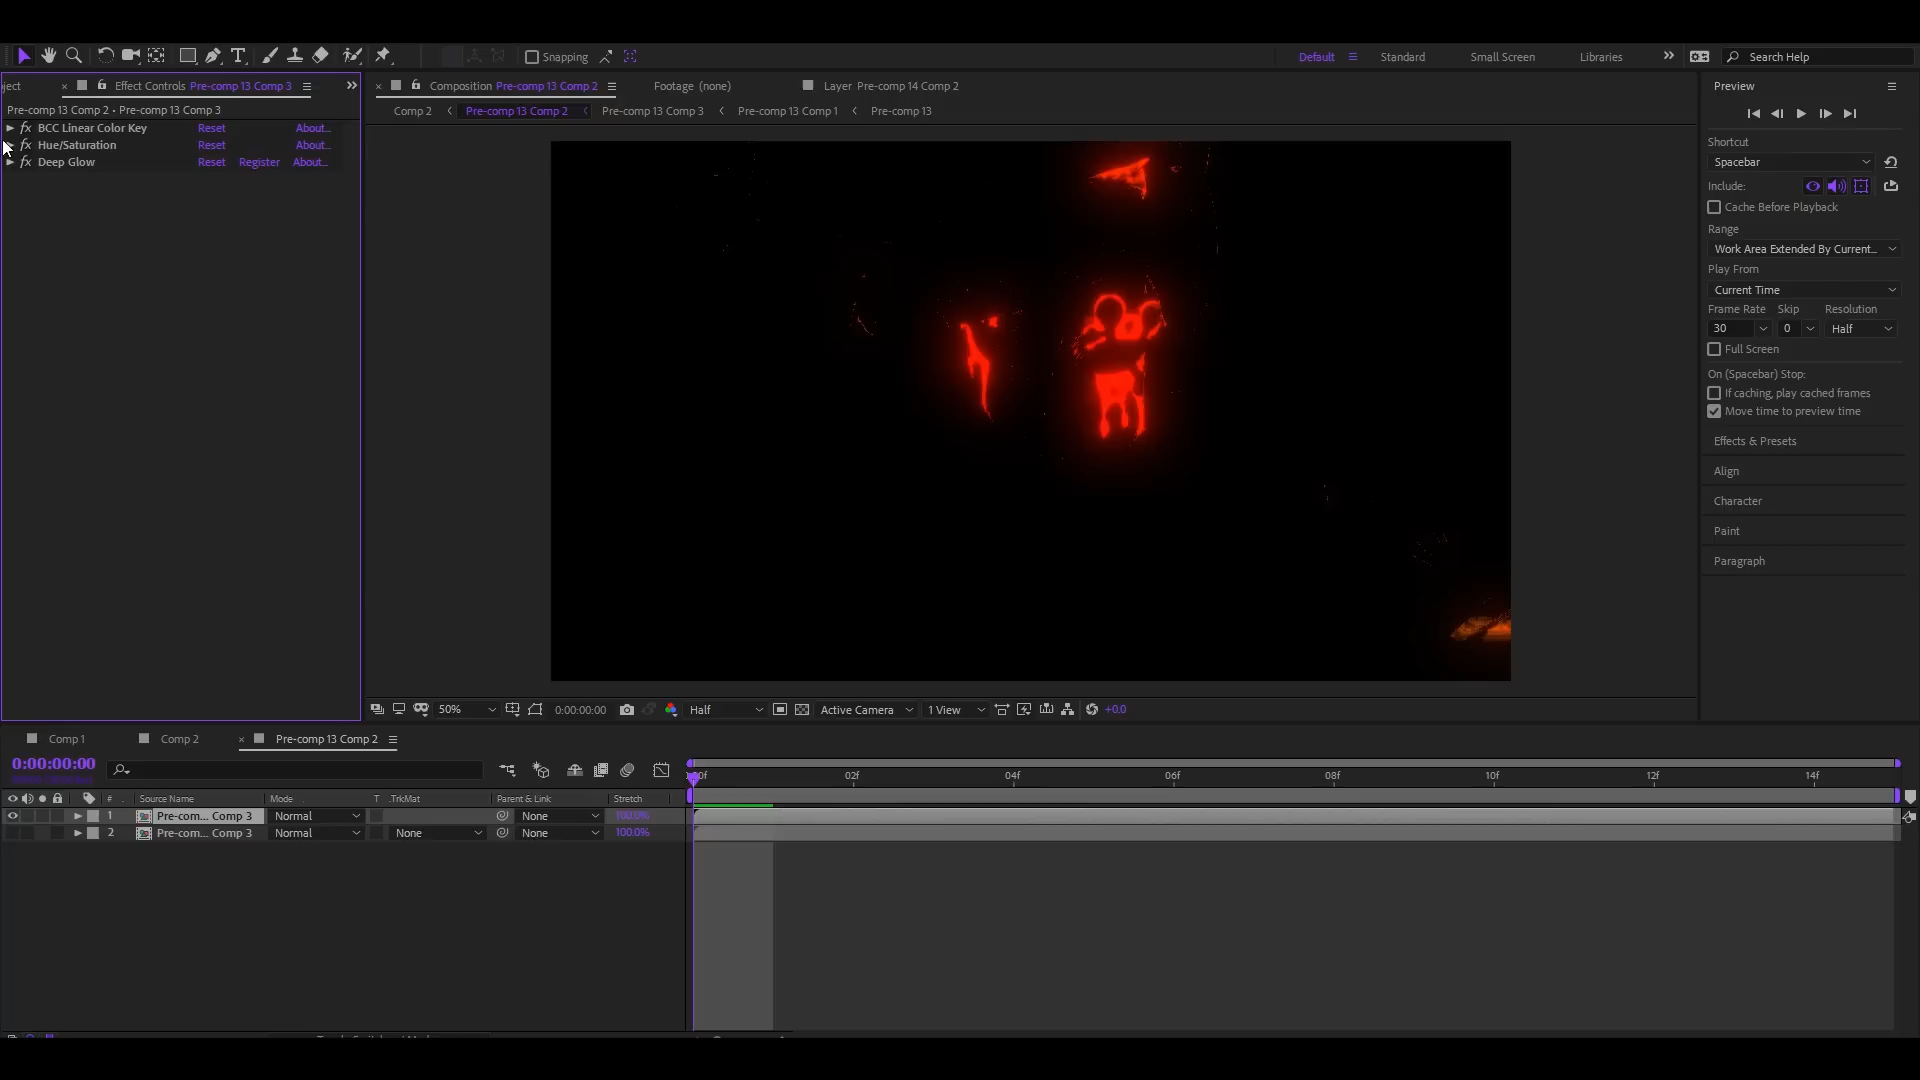 Snapping
Default
Standard
Small Screen
Libraries
Search Help
ject
Effect Controls Pre-comp 13 Comp 3
Composition Pre-comp 13 Comp 2
Footage (none)
Layer Pre-comp 14 Comp 2
Preview
Pre-comp 13 Comp 2 • Pre-comp 13 Comp 3
Comp 2
Pre-comp 13 Comp 2
Pre-comp 13 Comp 3
Pre-comp 13 Comp 1
Pre-comp 13
fx BCC Linear Color Key Reset About...
fx Hue/Saturation Reset About...
fx Deep Glow Reset Register About...
Shortcut
Spacebar
Include:
Cache Before Playback
Range
Work Area Extended By Current...
Play From
Current Time
Frame Rate Skip Resolution
30 0 Half
Full Screen
On (Spacebar) Stop:
If caching, play cached frames
Move time to preview time
Effects & Presets
Align
Character
Paint
Paragraph
50% 0:00:00:00 Half Active Camera 1 View +0.0
Comp 1
Comp 2
Pre-comp 13 Comp 2
0:00:00:00
02f 04f 06f 08f 10f 12f 14f
# Source Name Mode T .TrkMat Parent & Link Stretch
1 Pre-com... Comp 3 Normal None 100.0%
2 Pre-com... Comp 3 Normal None None 100.0%